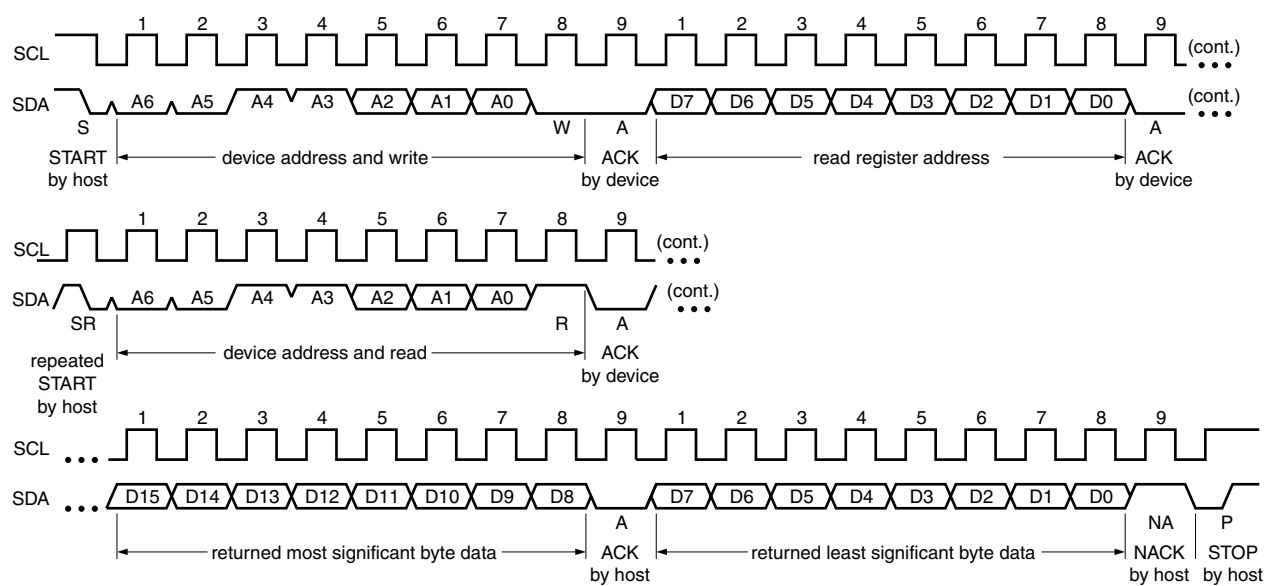 1 2 3 4 5 6 7 8 9 1 2 3 4 5 6 7 8 9
SCL (cont.)
SDA A6 A5 A4 A3 A2 A1 A0 D7 D6 D5 D4 D3 D2 D1 D0 (cont.)
S W A A
START by host
device address and write
ACK by device
read register address
ACK by device
1 2 3 4 5 6 7 8 9
SCL (cont.)
SDA A6 A5 A4 A3 A2 A1 A0 (cont.)
SR R A
repeated START by host
device address and read
ACK by device
1 2 3 4 5 6 7 8 9 1 2 3 4 5 6 7 8 9
SCL
SDA D15 D14 D13 D12 D11 D10 D9 D8 D7 D6 D5 D4 D3 D2 D1 D0
A NA P
returned most significant byte data
ACK by host
returned least significant byte data
NACK by host
STOP by host